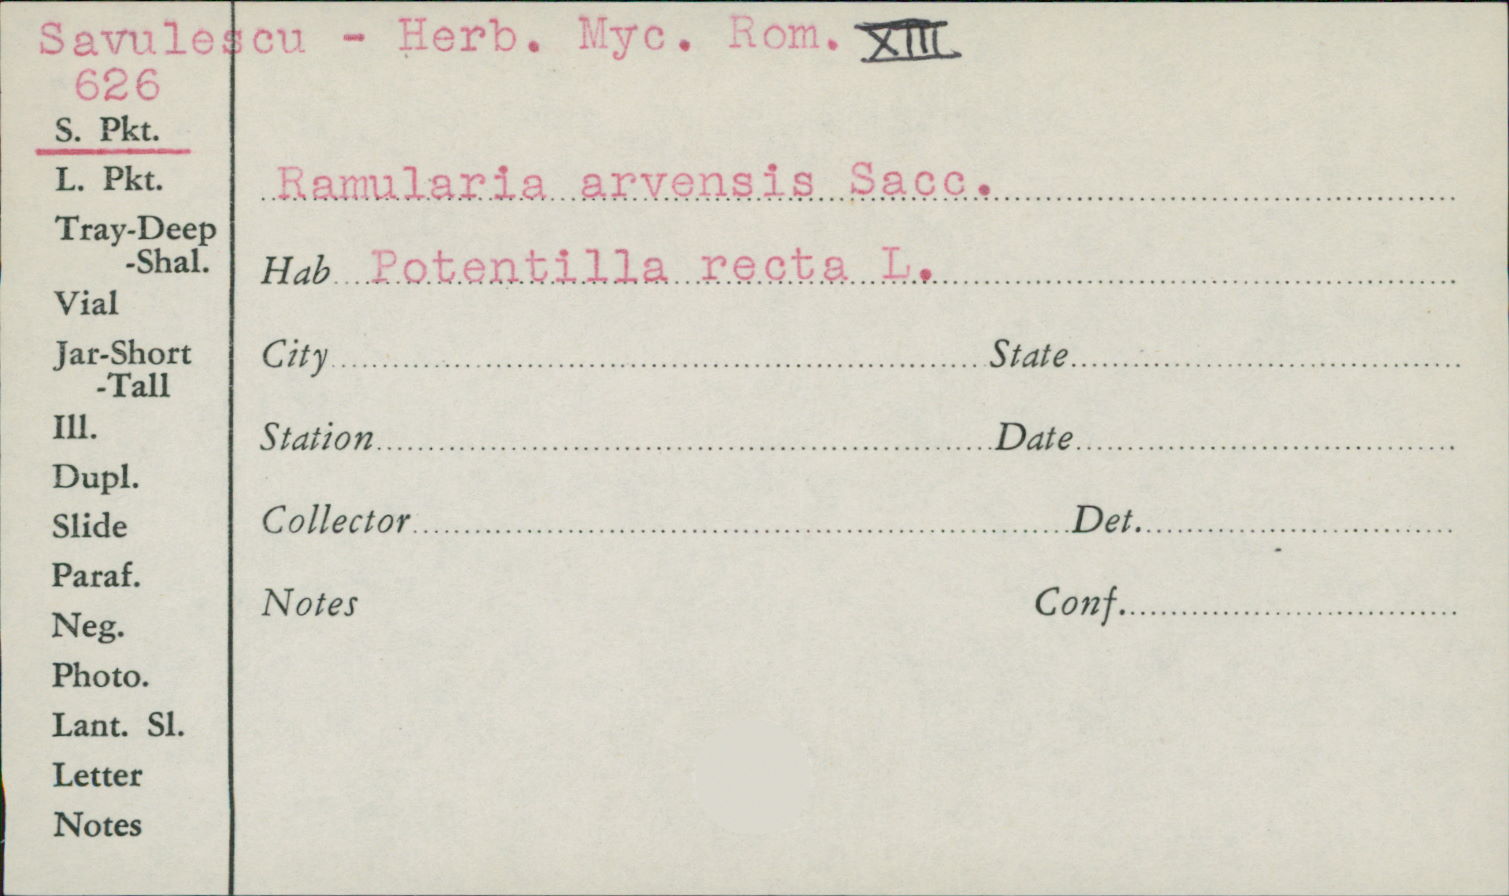 Savulescu - Herb. Myc. Rom. XIII
626
S. Pkt.
L. Pkt.
Tray-Deep
-Shal.
Vial
Jar-Short
-Tall
Ill.
Dupl.
Slide
Paraf.
Neg.
Photo.
Lant. Sl.
Letter
Notes
Ramularia arvensis Sacc.
Hab Potentilla recta L.
City State
Station Date
Collector Det.
Notes Conf.